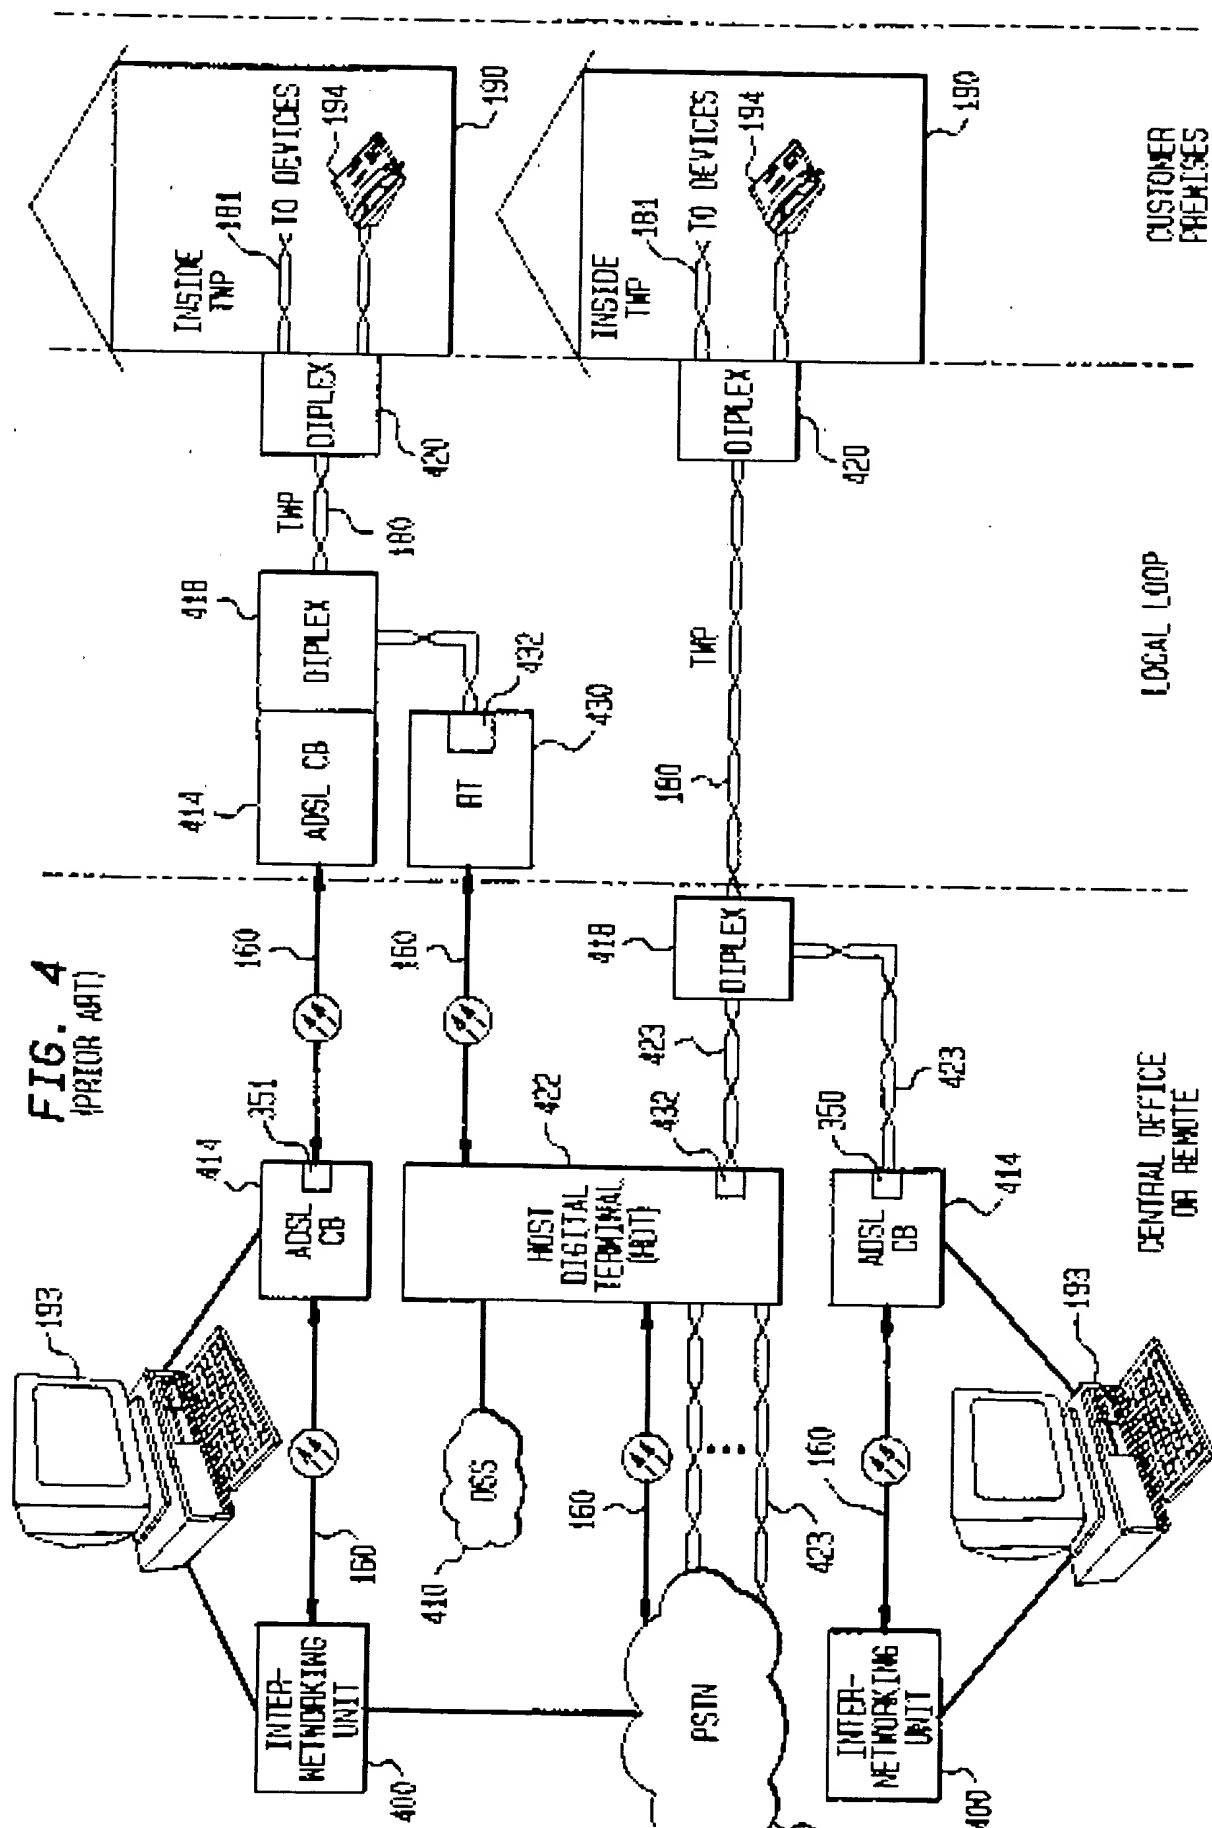 FIG. 4
(PRIOR ART)
193
414
351
160
160
INTER-
NETWORKING
UNIT
400
ADSL
CB
414
ADSL CB
418
DIPLEX
TWP
180
DIPLEX
420
INSIDE
TWP
181
TO DEVICES
194
190
OSS
410
HOST
DIGITAL
TERMINAL
(HDT)
422
160
160
RT
430
432
PSTN
423
432
423
418
DIPLEX
180
TWP
DIPLEX
420
INSIDE
TWP
181
TO DEVICES
194
190
INTER-
NETWORKING
UNIT
400
160
ADSL
CB
350
414
423
193
CENTRAL OFFICE
OR REMOTE
LOCAL LOOP
CUSTOMER
PREMISES